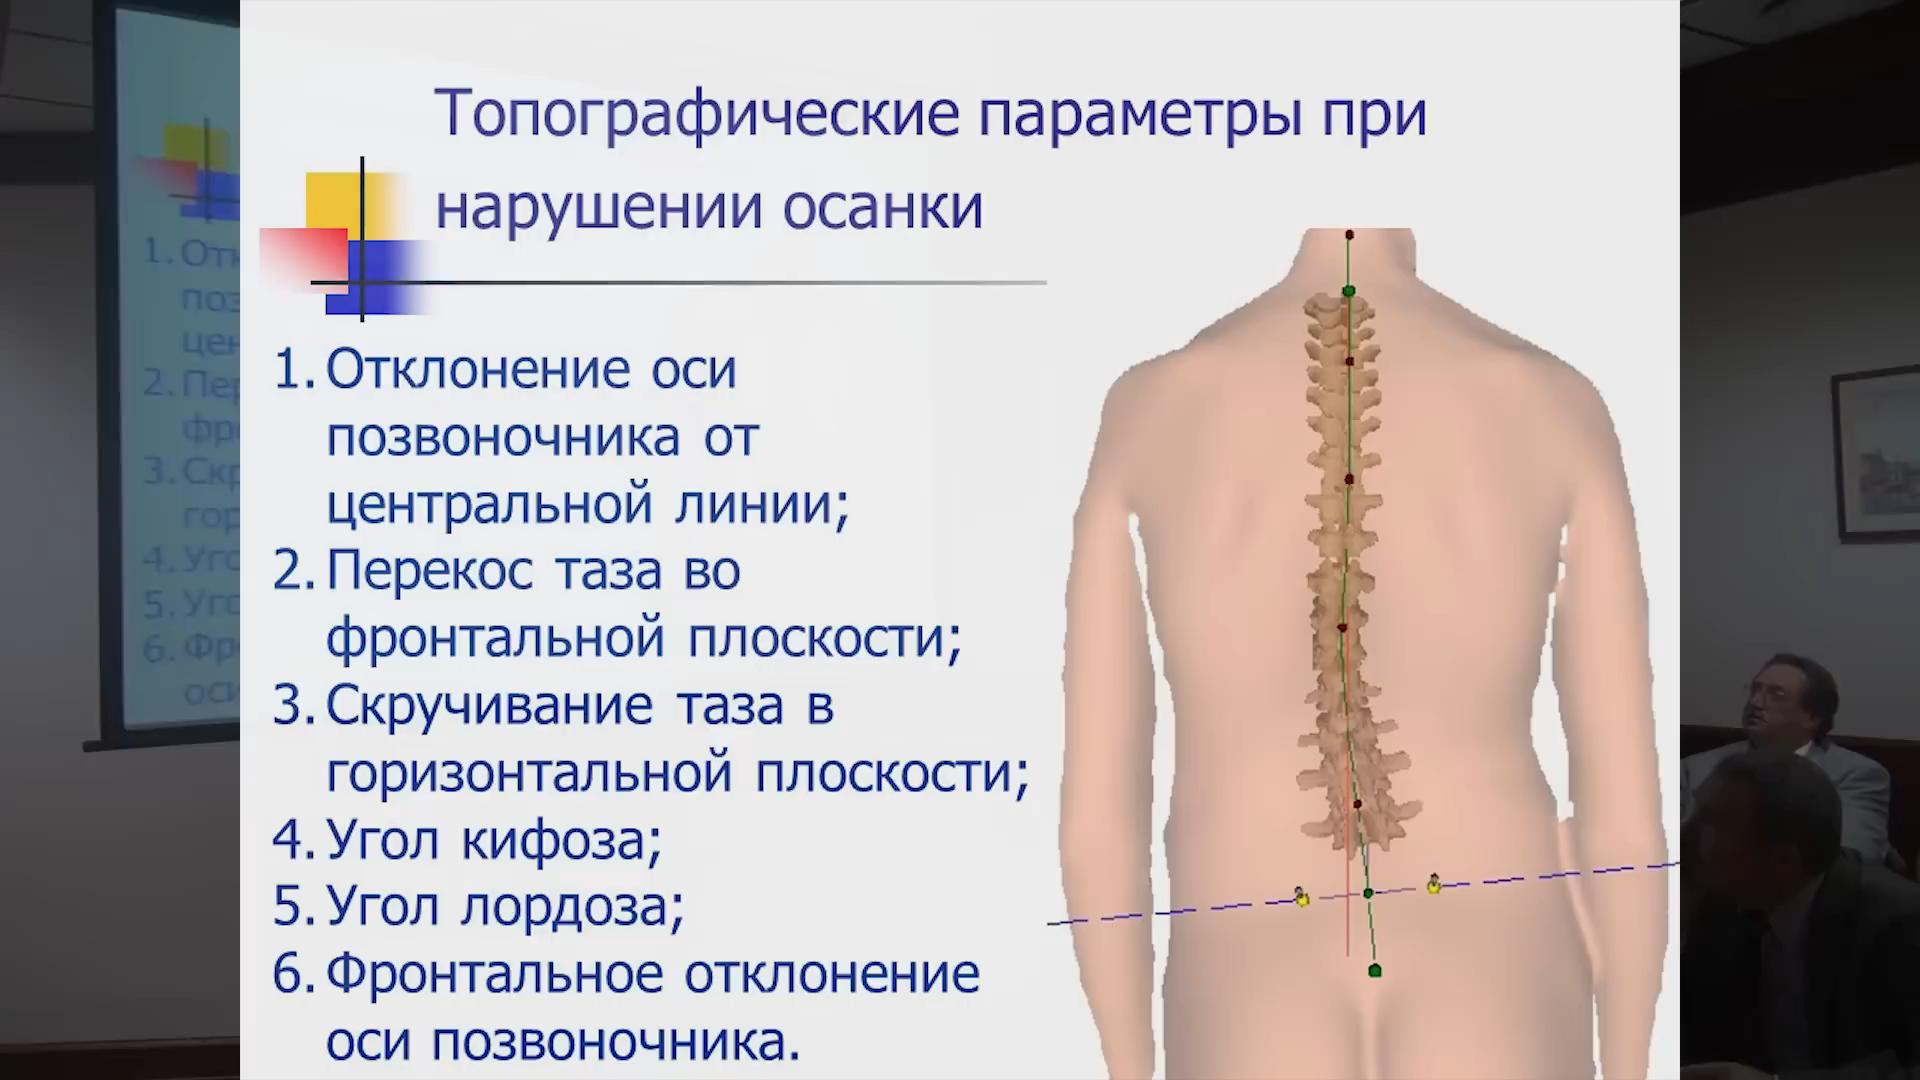 Топографические параметры при
нарушении осанки
1. Отклонение оси
позвоночника от
центральной линии;
2. Перекос таза во
фронтальной плоскости;
3. Скручивание таза в
горизонтальной плоскости;
4. Угол кифоза;
5. Угол лордоза;
6. Фронтальное отклонение
оси позвоночника.